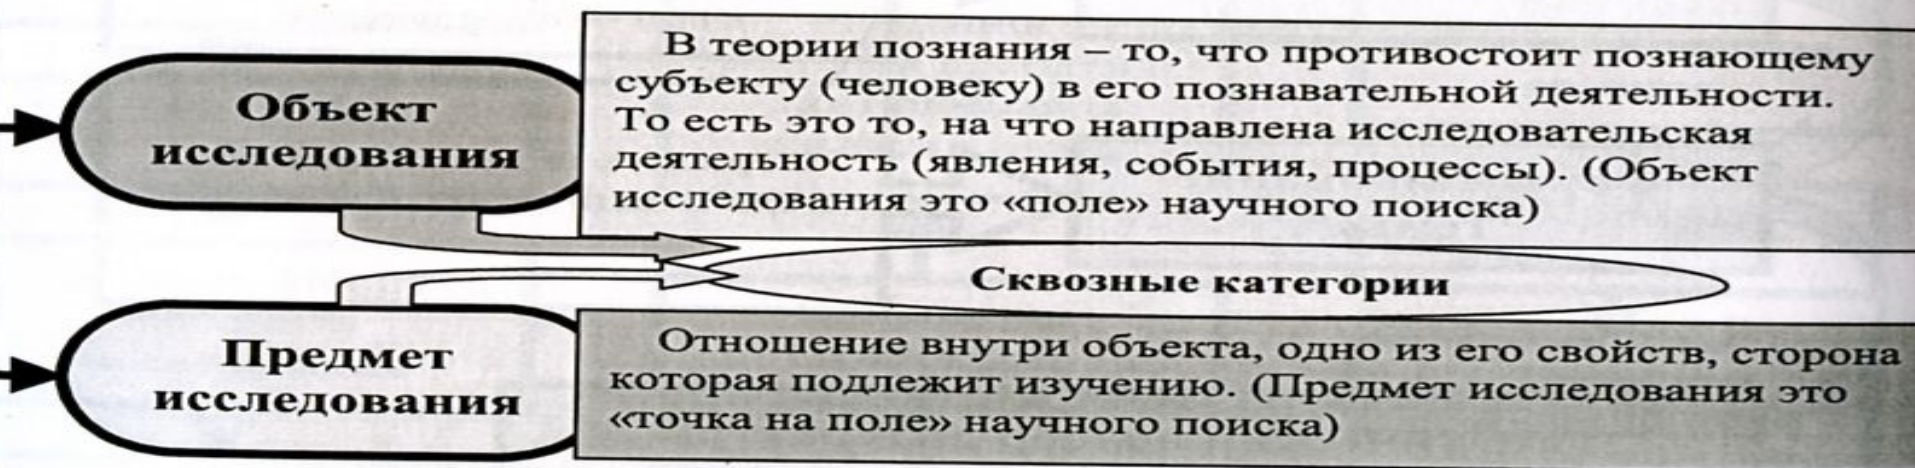 Объект
исследования
В теории познания – то, что противостоит познающему
субъекту (человеку) в его познавательной деятельности.
То есть это то, на что направлена исследовательская
деятельность (явления, события, процессы). (Объект
исследования это «поле» научного поиска)
Сквозные категории
Предмет
исследования
Отношение внутри объекта, одно из его свойств, сторона
которая подлежит изучению. (Предмет исследования это
«точка на поле» научного поиска)